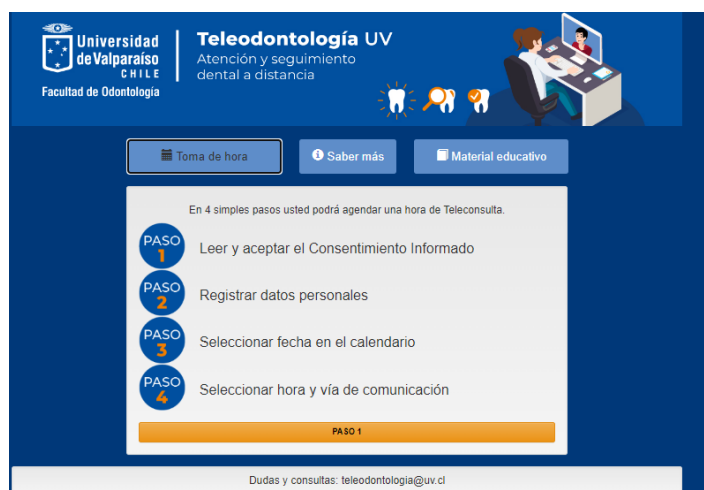 Universidad
de Valparaíso
CHILE
Facultad de Odontología
Teleodontología UV
Atención y seguimiento
dental a distancia
Toma de hora
Saber más
Material educativo
En 4 simples pasos usted podrá agendar una hora de Teleconsulta.
PASO
1
Leer y aceptar el Consentimiento Informado
PASO
2
Registrar datos personales
PASO
3
Seleccionar fecha en el calendario
PASO
4
Seleccionar hora y vía de comunicación
PASO 1
Dudas y consultas: teleodontologia@uv.cl